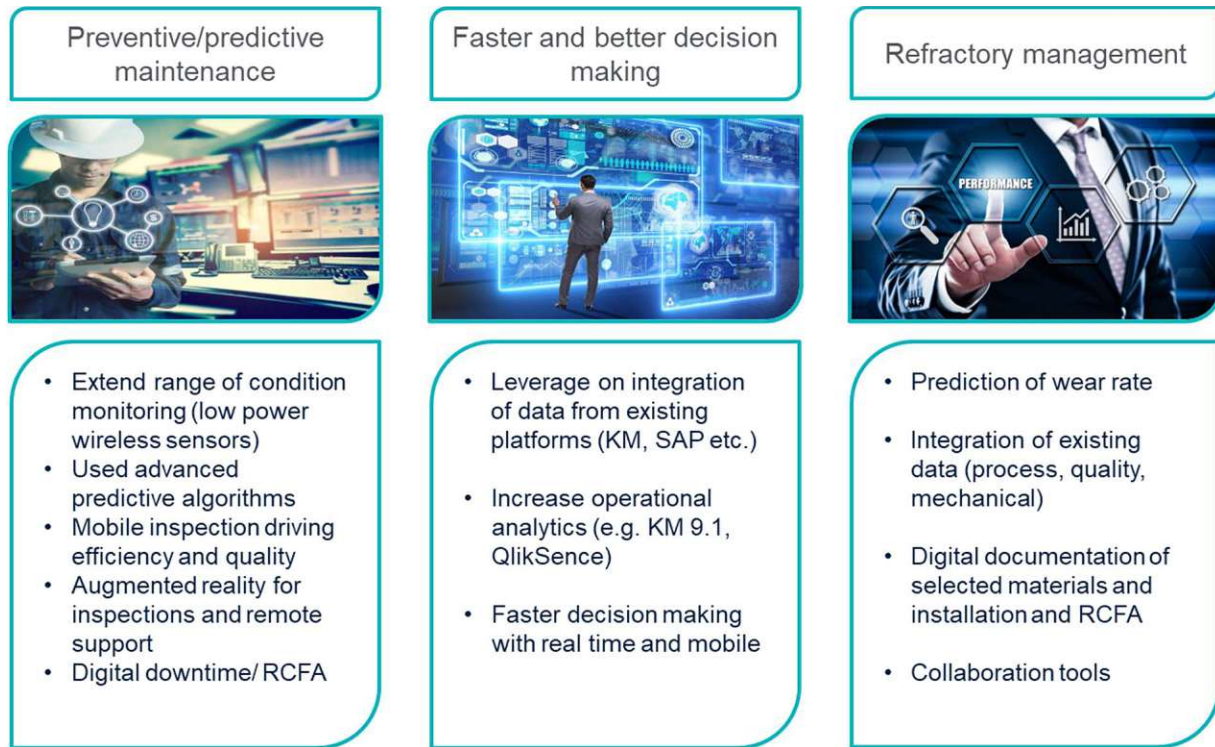 Preventive/predictive
maintenance
Faster and better decision
making
Refractory management
PERFORMANCE
• Extend range of condition
monitoring (low power
wireless sensors)
• Used advanced
predictive algorithms
• Mobile inspection driving
efficiency and quality
• Augmented reality for
inspections and remote
support
• Digital downtime/ RCFA
• Leverage on integration
of data from existing
platforms (KM, SAP etc.)
• Increase operational
analytics (e.g. KM 9.1,
QlikSence)
• Faster decision making
with real time and mobile
• Prediction of wear rate
• Integration of existing
data (process, quality,
mechanical)
• Digital documentation of
selected materials and
installation and RCFA
• Collaboration tools